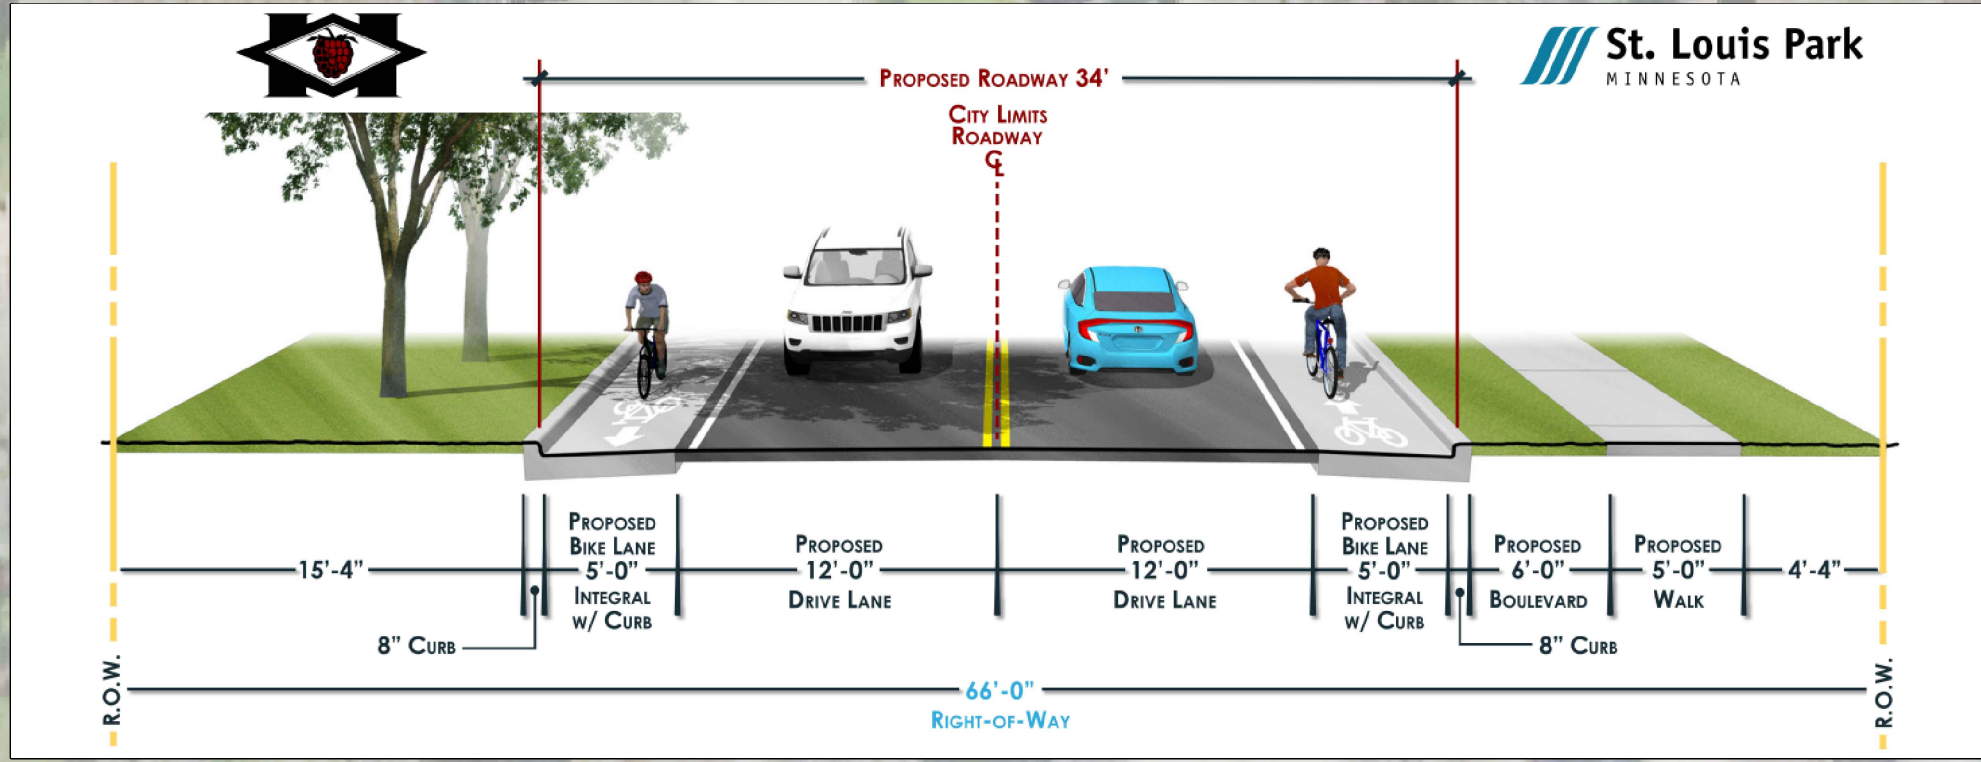 St. Louis Park
MINNESOTA
PROPOSED ROADWAY 34'
CITY LIMITS
ROADWAY
℄
PROPOSED
BIKE LANE
5'-0"
INTEGRAL
W/ CURB
PROPOSED
12'-0"
DRIVE LANE
PROPOSED
12'-0"
DRIVE LANE
PROPOSED
BIKE LANE
5'-0"
INTEGRAL
W/ CURB
PROPOSED
6'-0"
BOULEVARD
PROPOSED
5'-0"
WALK
15'-4"
4'-4"
8" CURB
8" CURB
R.O.W.
66'-0"
RIGHT-OF-WAY
R.O.W.